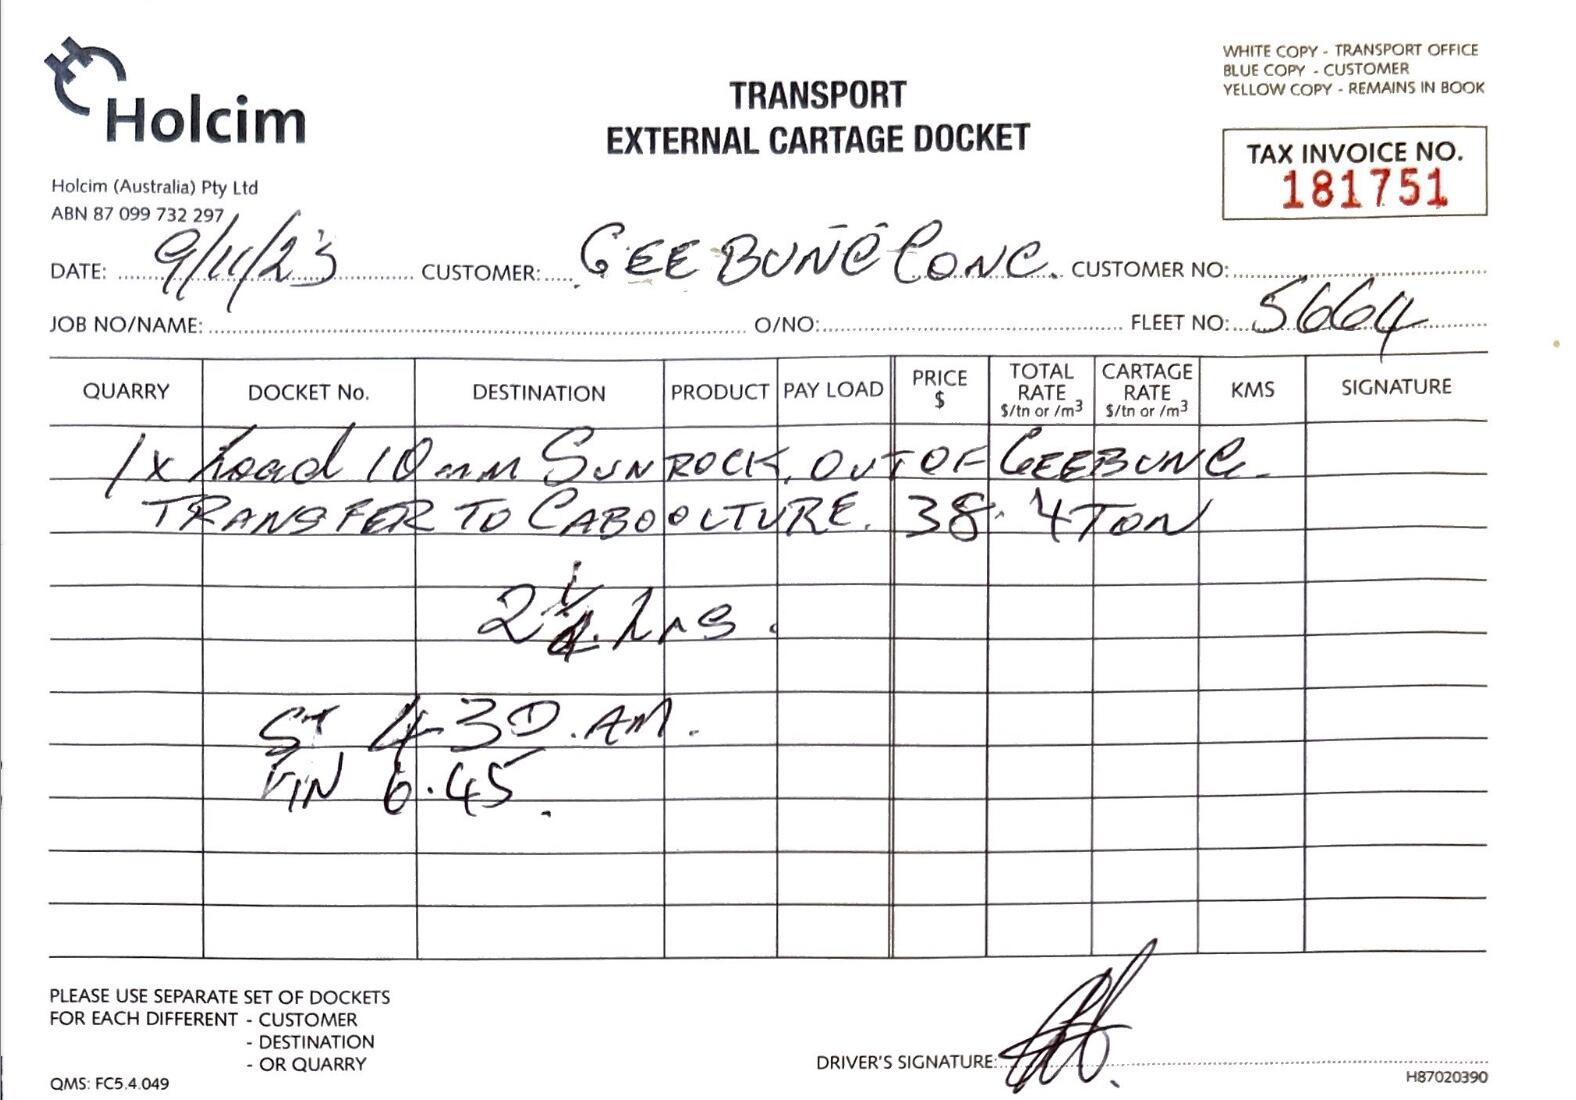 WHITE COPY - TRANSPORT OFFICE
BLUE COPY - CUSTOMER
YELLOW COPY - REMAINS IN BOOK
Holcim
TRANSPORT
EXTERNAL CARTAGE DOCKET
TAX INVOICE NO.
181751
Holcim (Australia) Pty Ltd
ABN 87 099 732 297
DATE: 9/11/23 CUSTOMER: GEEBUNG CONC. CUSTOMER NO:
JOB NO/NAME: O/NO: FLEET NO: 5664
QUARRY DOCKET No. DESTINATION PRODUCT PAY LOAD PRICE $ TOTAL RATE $/tn or /m³ CARTAGE RATE $/tn or /m³ KMS SIGNATURE
1x Load 10mm SUNROCK. OUT OF GEEBUNG.
TRANSFER TO CABOOLTURE. 38.4 TON
2 1/4 hrs.
ST 4-30.AM.
FIN 6.45.
PLEASE USE SEPARATE SET OF DOCKETS
FOR EACH DIFFERENT - CUSTOMER
- DESTINATION
- OR QUARRY
DRIVER'S SIGNATURE:
QMS: FC5.4.049
H87020390